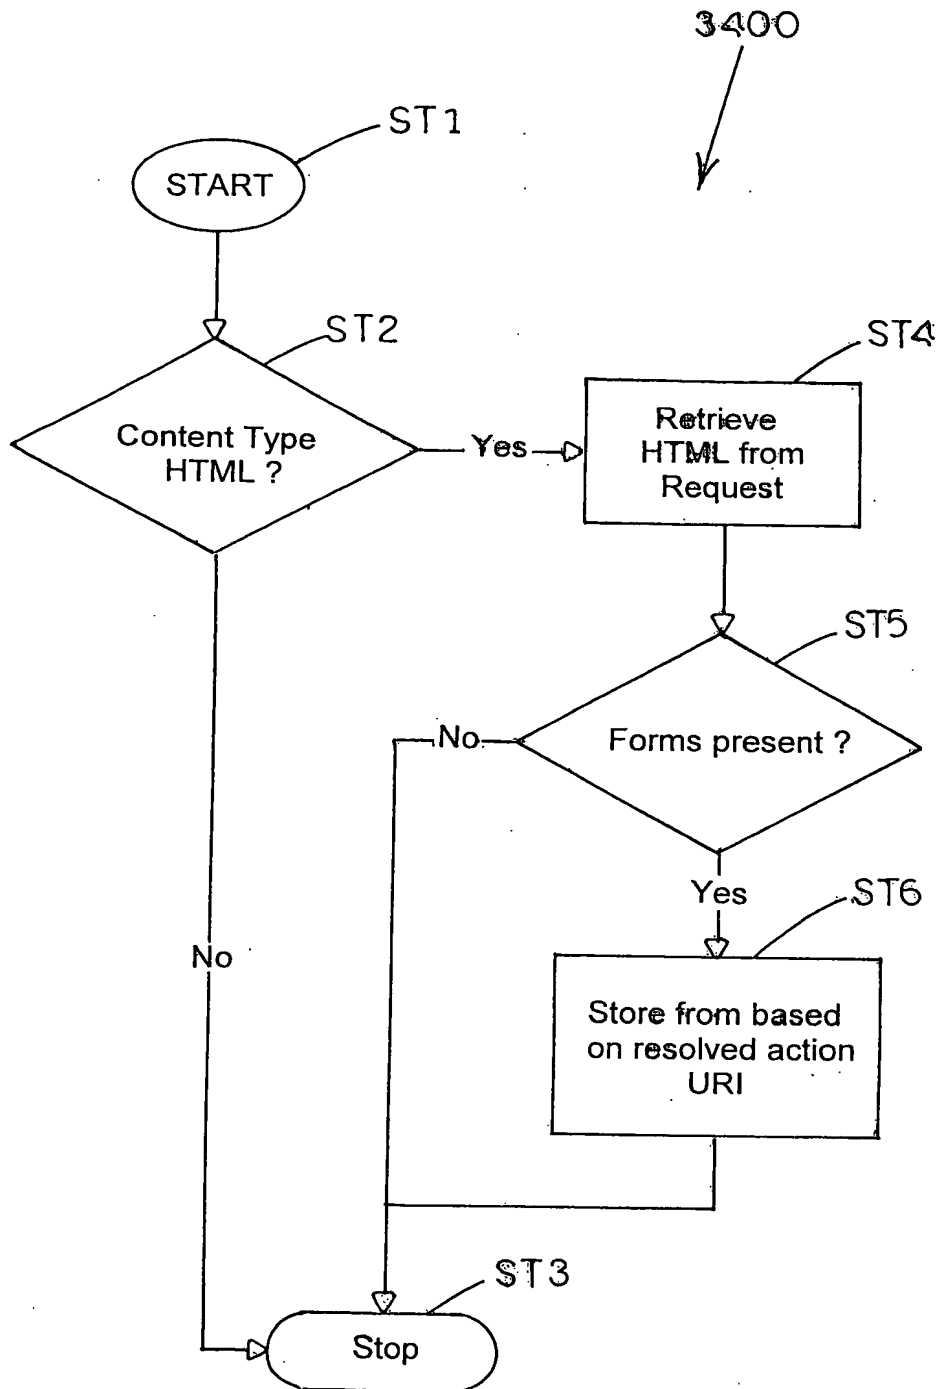 3400
ST1
START
ST2
Content Type
HTML ?
Yes
ST4
Retrieve
HTML from
Request
ST5
Forms present ?
No
Yes
ST6
Store from based
on resolved action
URI
No
ST3
Stop